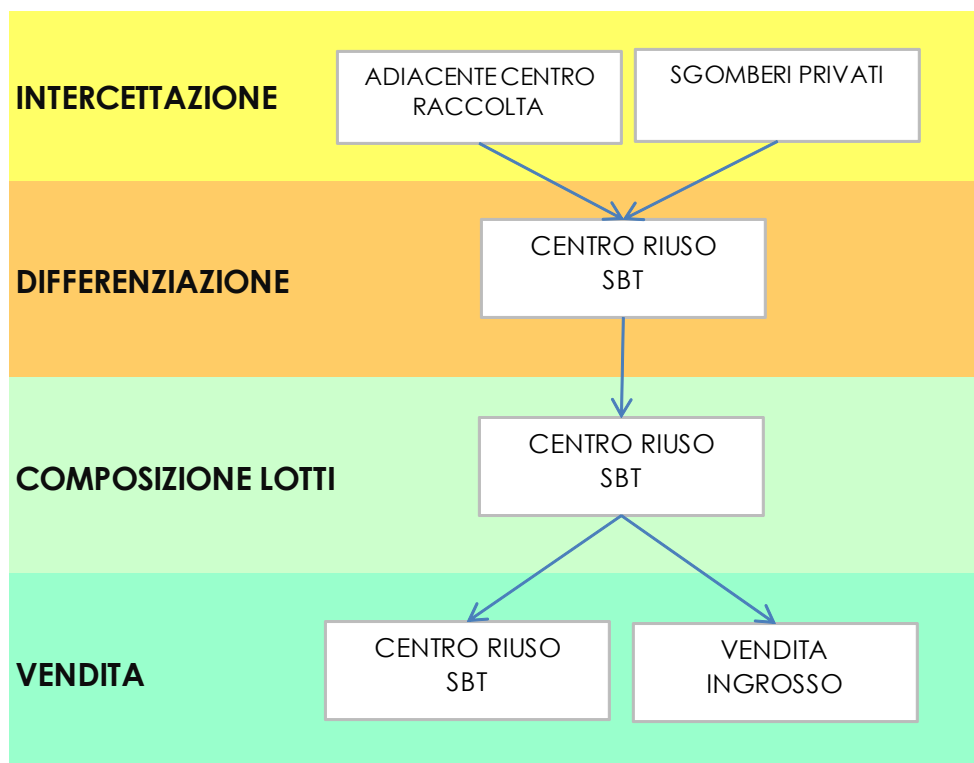 INTERCETTAZIONE
ADIACENTE CENTRO
RACCOLTA
SGOMBERI PRIVATI
DIFFERENZIAZIONE
CENTRO RIUSO
SBT
COMPOSIZIONE LOTTI
CENTRO RIUSO
SBT
VENDITA
CENTRO RIUSO
SBT
VENDITA
INGROSSO